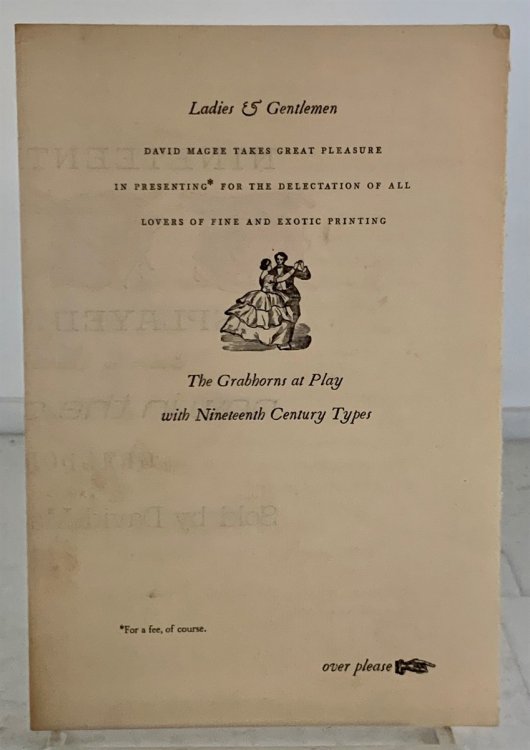 Ladies & Gentlemen
DAVID MAGEE TAKES GREAT PLEASURE
IN PRESENTING* FOR THE DELECTATION OF ALL
LOVERS OF FINE AND EXOTIC PRINTING
The Grabhorns at Play
with Nineteenth Century Types
*For a fee, of course.
over please